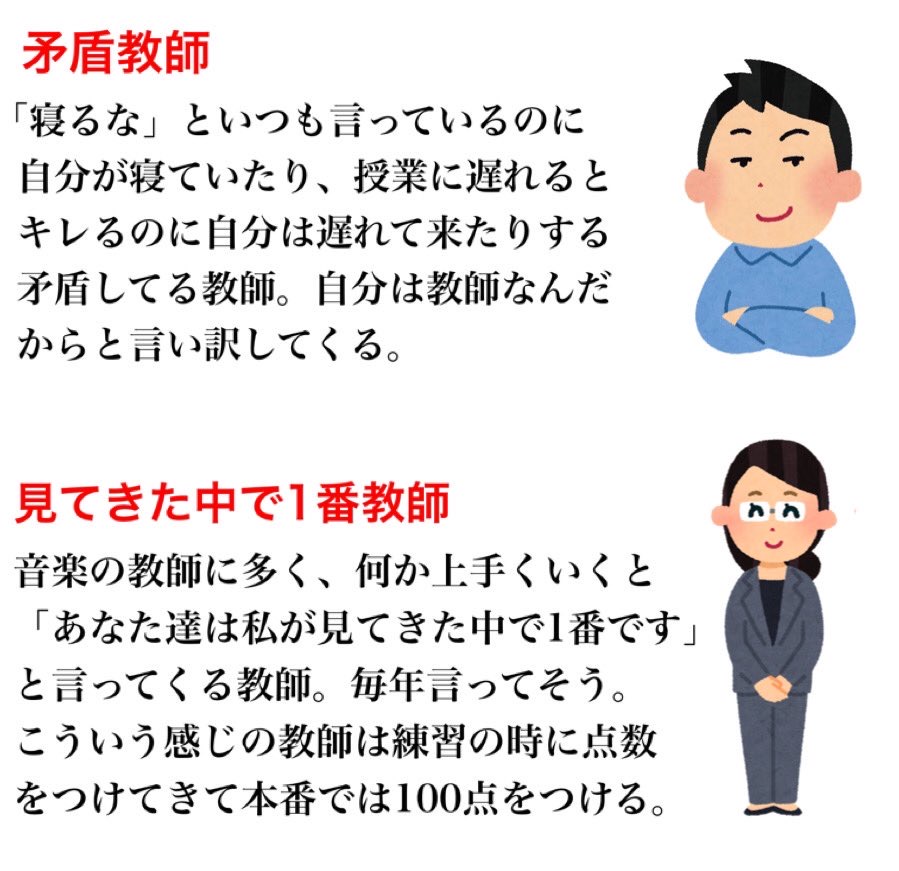 矛盾教師
「寝るな」といつも言っているのに
自分が寝ていたり、授業に遅れると
キレるのに自分は遅れて来たりする
矛盾してる教師。自分は教師なんだ
からと言い訳してくる。
見てきた中で1番教師
音楽の教師に多く、何か上手くいくと
「あなた達は私が見てきた中で1番です」
と言ってくる教師。毎年言ってそう。
こういう感じの教師は練習の時に点数
をつけてきて本番では100点をつける。